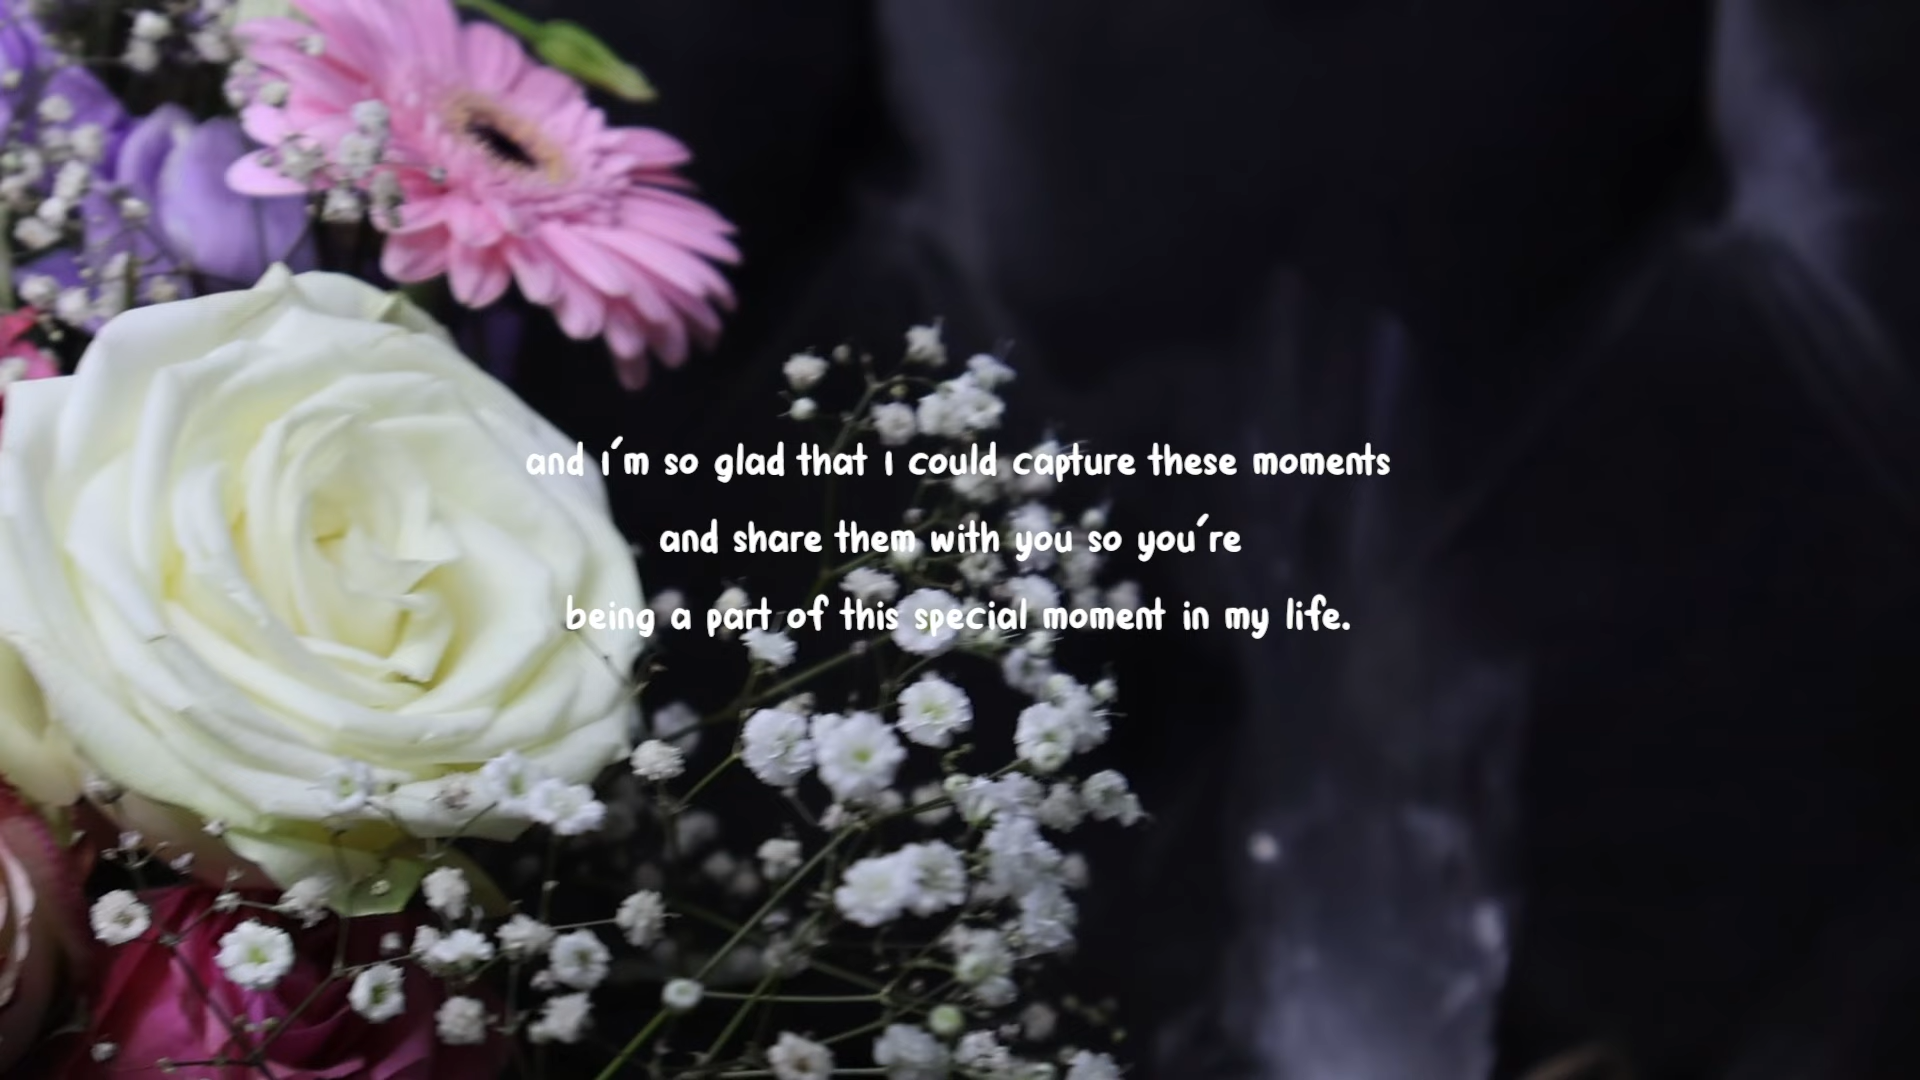 and i'm so glad that i could capture these moments
and share them with you so you're
being a part of this special moment in my life.